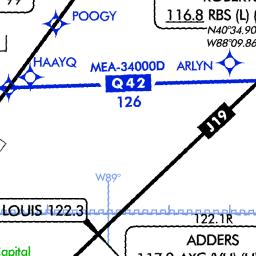 POOGY
116.8 RBS (L) (
N40°34.90
W88°09.86
HAAYQ
MEA-34000D
ARLYN
Q42
126
J19
W89°
LOUIS 122.3
122.1R
ADDERS
Capital